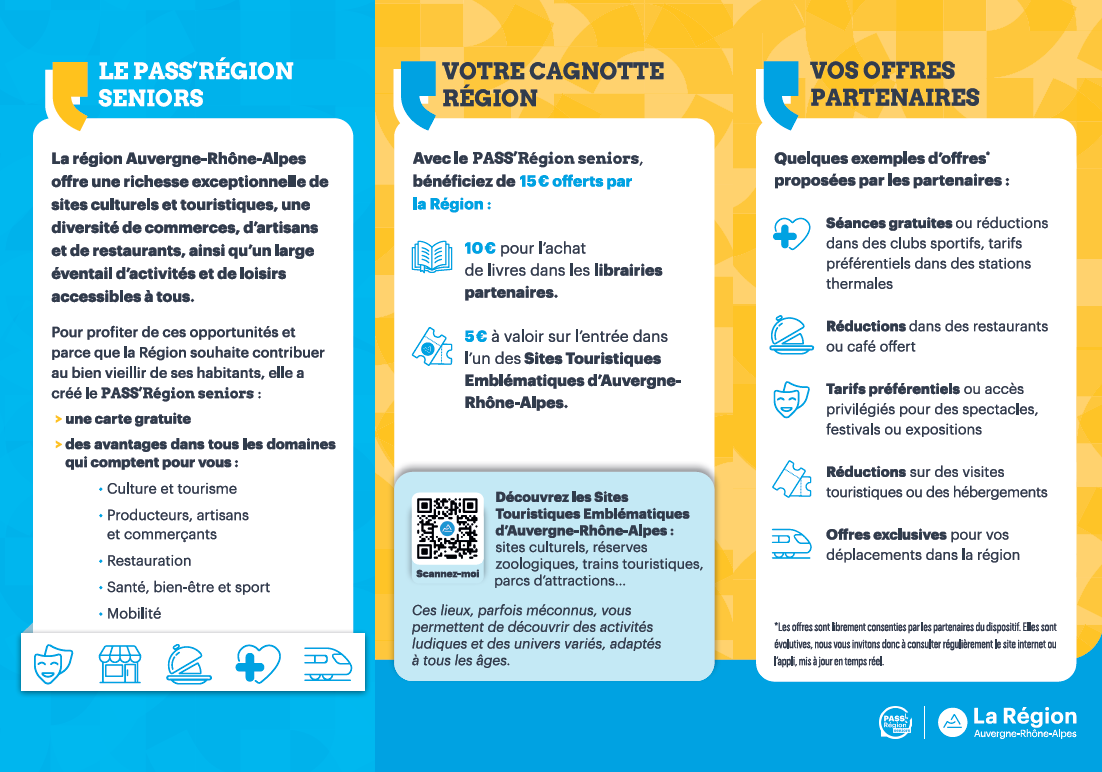 LE PASS'RÉGION
SENIORS
La région Auvergne-Rhône-Alpes
offre une richesse exceptionnelle de
sites culturels et touristiques, une
diversité de commerces, d'artisans
et de restaurants, ainsi qu'un large
éventail d'activités et de loisirs
accessibles à tous.
Pour profiter de ces opportunités et
parce que la Région souhaite contribuer
au bien vieillir de ses habitants, elle a
créé le PASS'Région seniors :
> une carte gratuite
> des avantages dans tous les domaines
qui comptent pour vous :
• Culture et tourisme
• Producteurs, artisans
et commerçants
• Restauration
• Santé, bien-être et sport
• Mobilité
VOTRE CAGNOTTE
RÉGION
Avec le PASS'Région seniors,
bénéficiez de 15 € offerts par
la Région :
10 € pour l'achat
de livres dans les librairies
partenaires.
5 € à valoir sur l'entrée dans
l'un des Sites Touristiques
Emblématiques d'Auvergne-
Rhône-Alpes.
Scannez-moi
Découvrez les Sites
Touristiques Emblématiques
d'Auvergne-Rhône-Alpes :
sites culturels, réserves
zoologiques, trains touristiques,
parcs d'attractions...
Ces lieux, parfois méconnus, vous
permettent de découvrir des activités
ludiques et des univers variés, adaptés
à tous les âges.
VOS OFFRES
PARTENAIRES
Quelques exemples d'offres*
proposées par les partenaires :
Séances gratuites ou réductions
dans des clubs sportifs, tarifs
préférentiels dans des stations
thermales
Réductions dans des restaurants
ou café offert
Tarifs préférentiels ou accès
privilégiés pour des spectacles,
festivals ou expositions
Réductions sur des visites
touristiques ou des hébergements
Offres exclusives pour vos
déplacements dans la région
*Les offres sont librement consenties par les partenaires du dispositif. Elles sont
évolutives, nous vous invitons donc à consulter régulièrement le site internet ou
l'appli, mis à jour en temps réel.
PASS'
Région
seniors
La Région
Auvergne-Rhône-Alpes